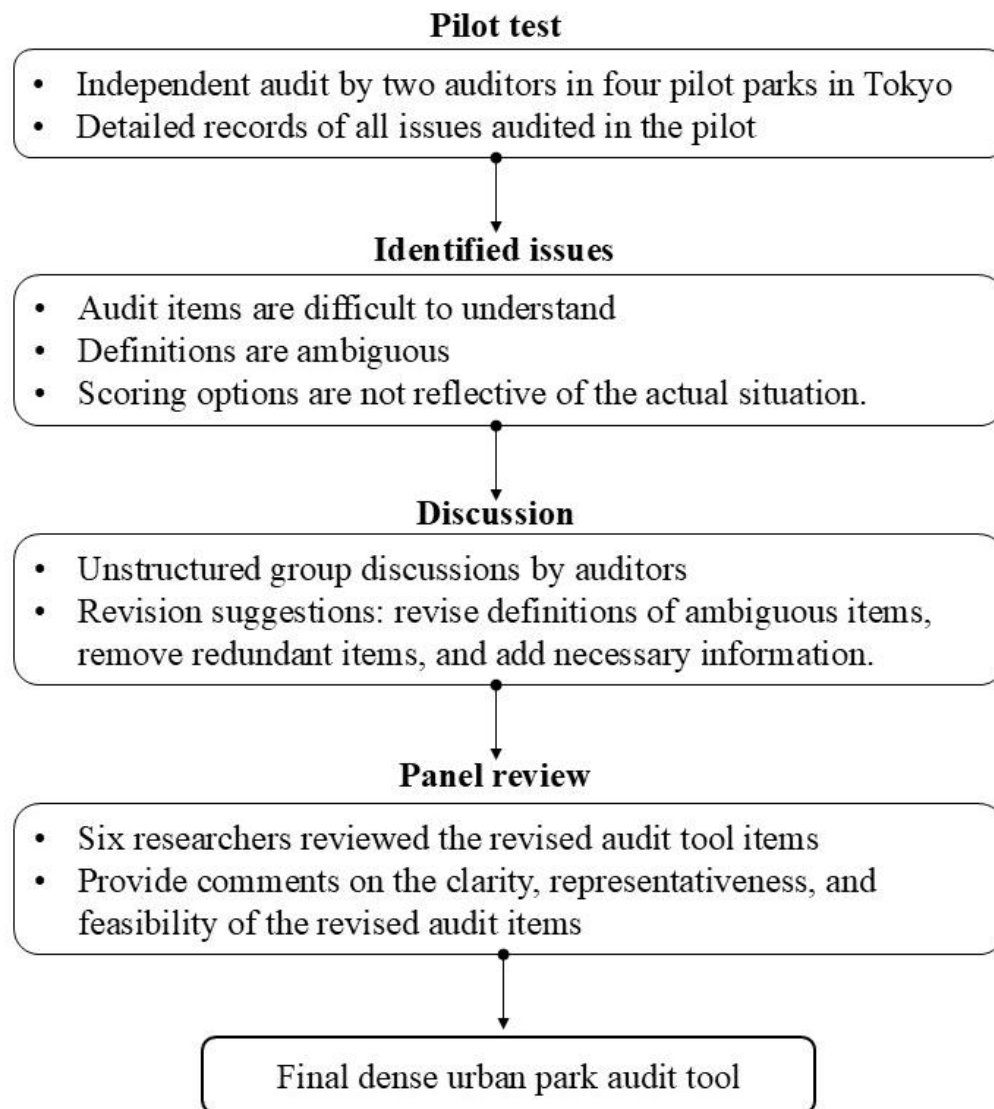 Pilot test
• Independent audit by two auditors in four pilot parks in Tokyo
• Detailed records of all issues audited in the pilot
Identified issues
• Audit items are difficult to understand
• Definitions are ambiguous
• Scoring options are not reflective of the actual situation.
Discussion
• Unstructured group discussions by auditors
• Revision suggestions: revise definitions of ambiguous items,
remove redundant items, and add necessary information.
Panel review
• Six researchers reviewed the revised audit tool items
• Provide comments on the clarity, representativeness, and
feasibility of the revised audit items
Final dense urban park audit tool